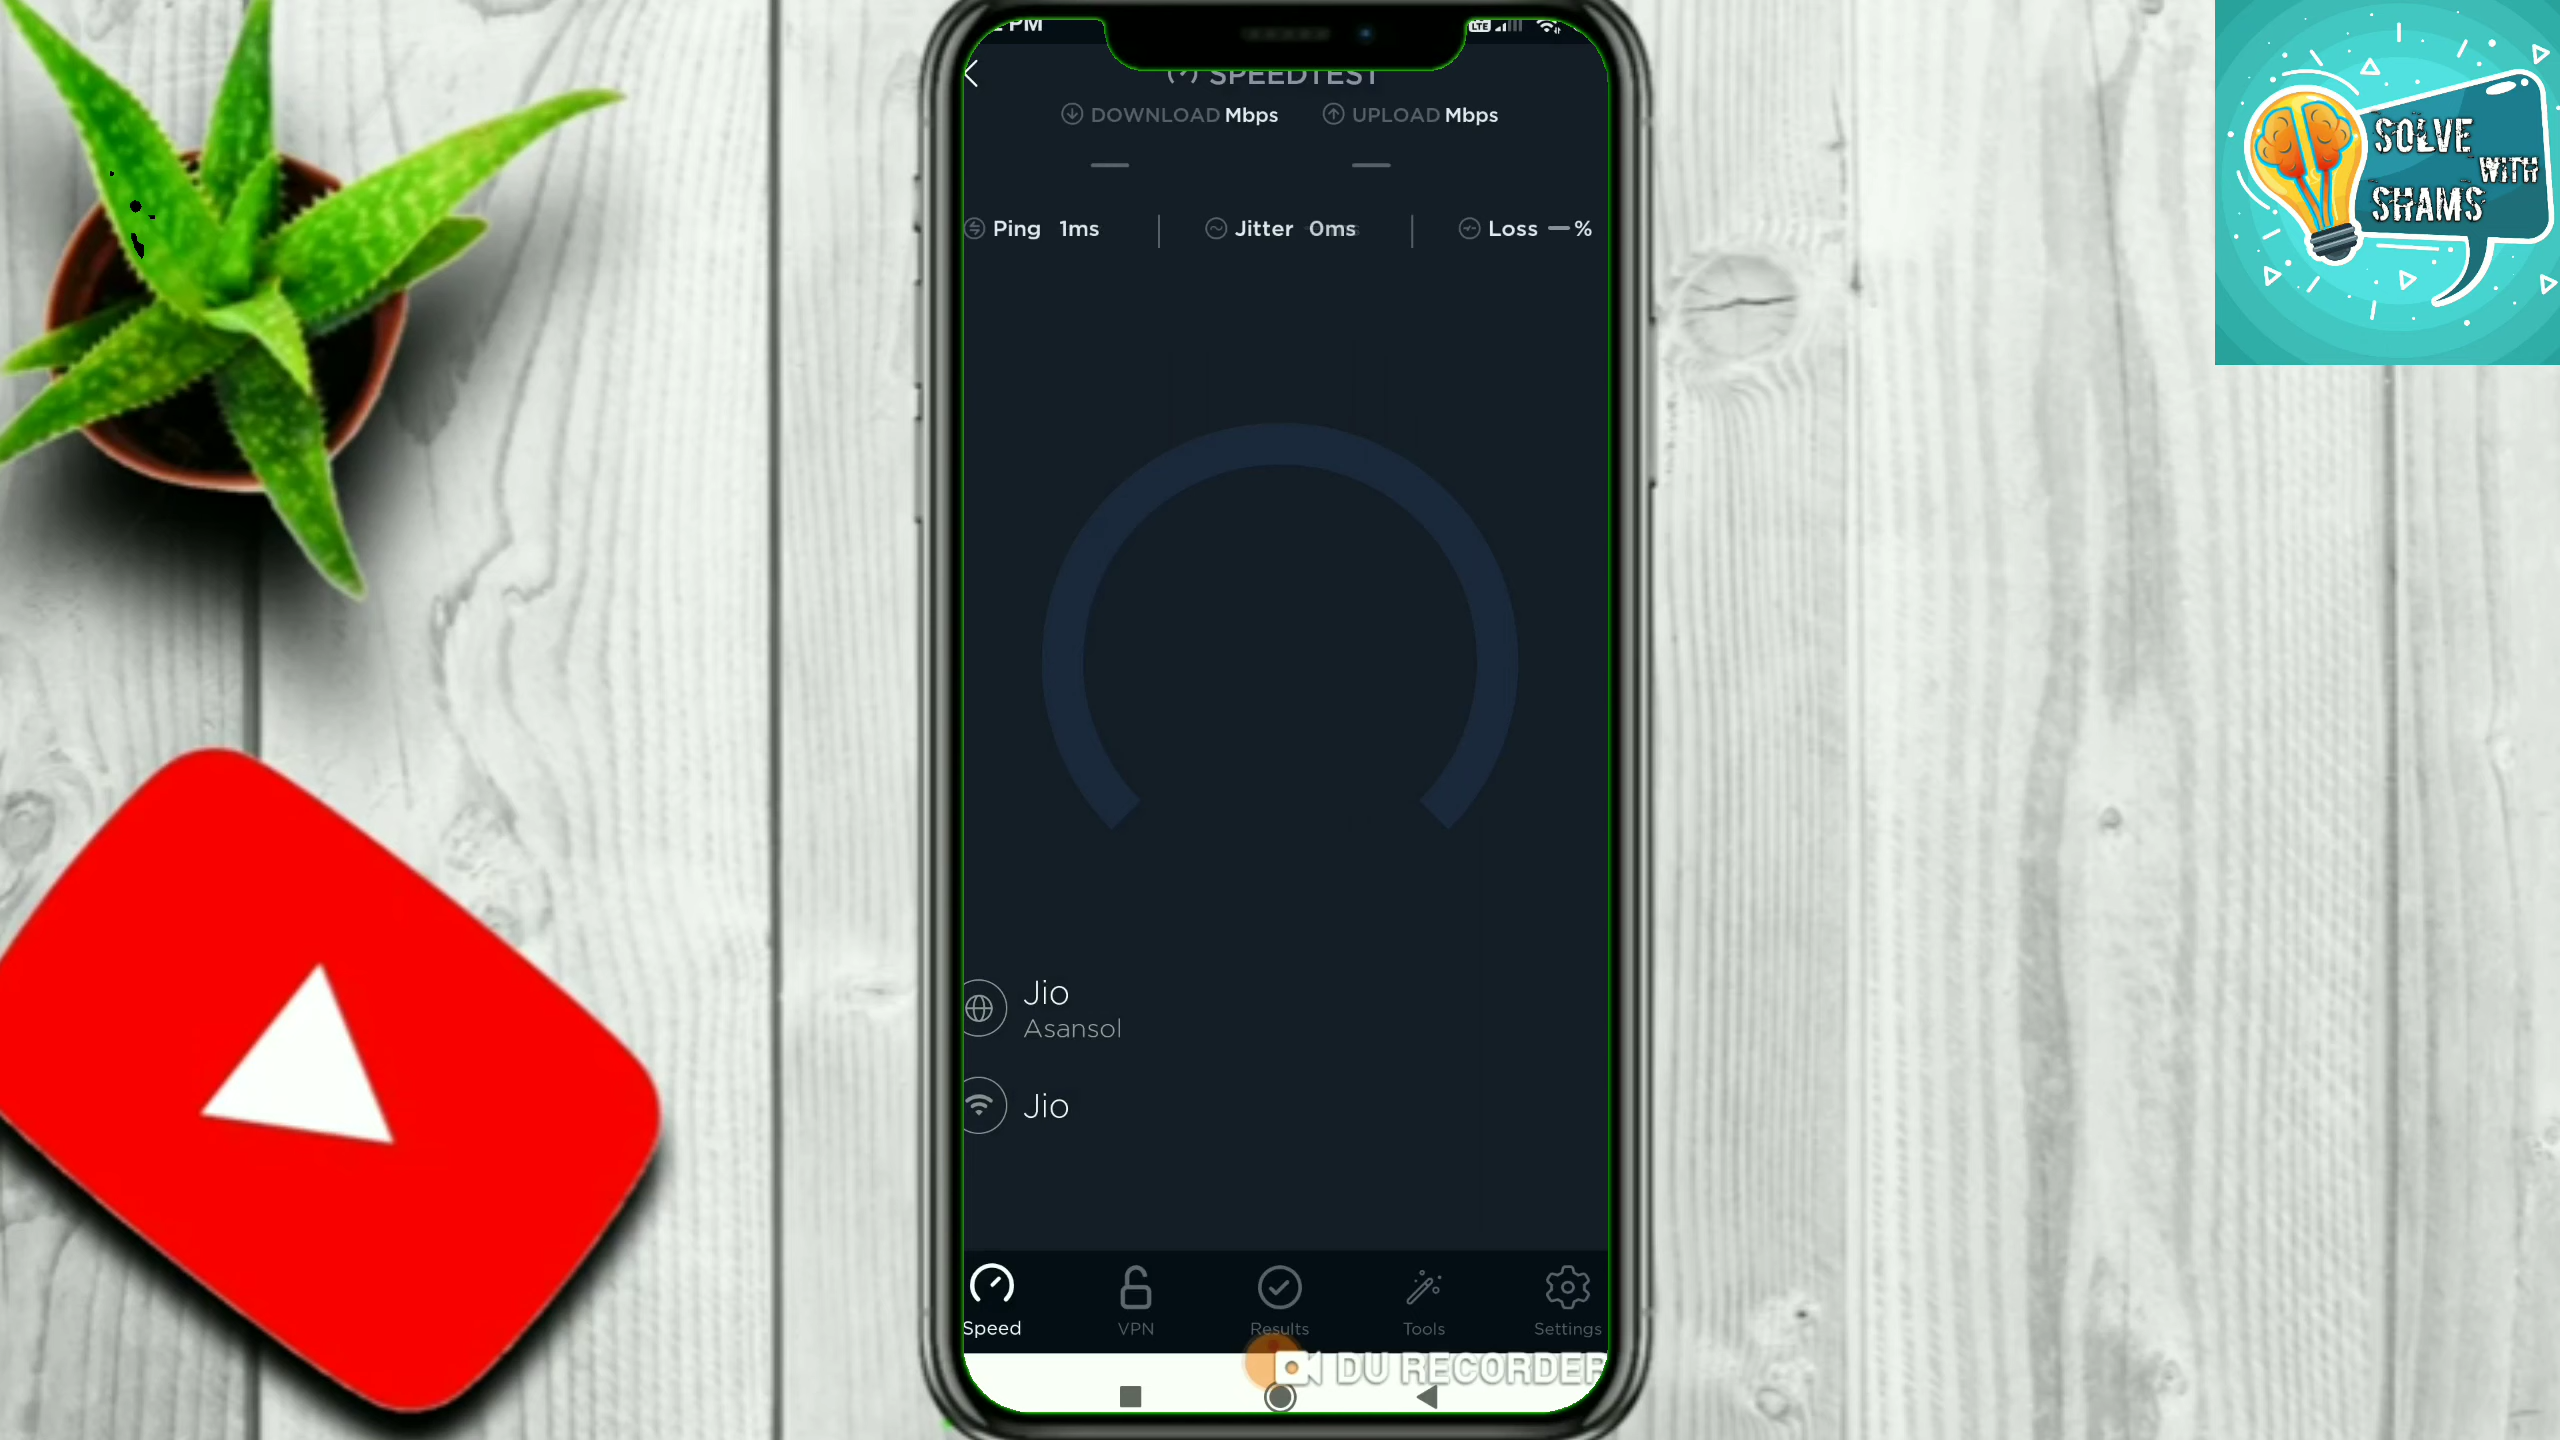 PM
LTE
SPEEDTEST
DOWNLOAD Mbps
UPLOAD Mbps
Ping 1ms
Jitter 0ms
Loss — %
Jio
Asansol
Jio
Speed
VPN
Results
Tools
Settings
DU RECORDER
SOLVE
WITH
SHAMS